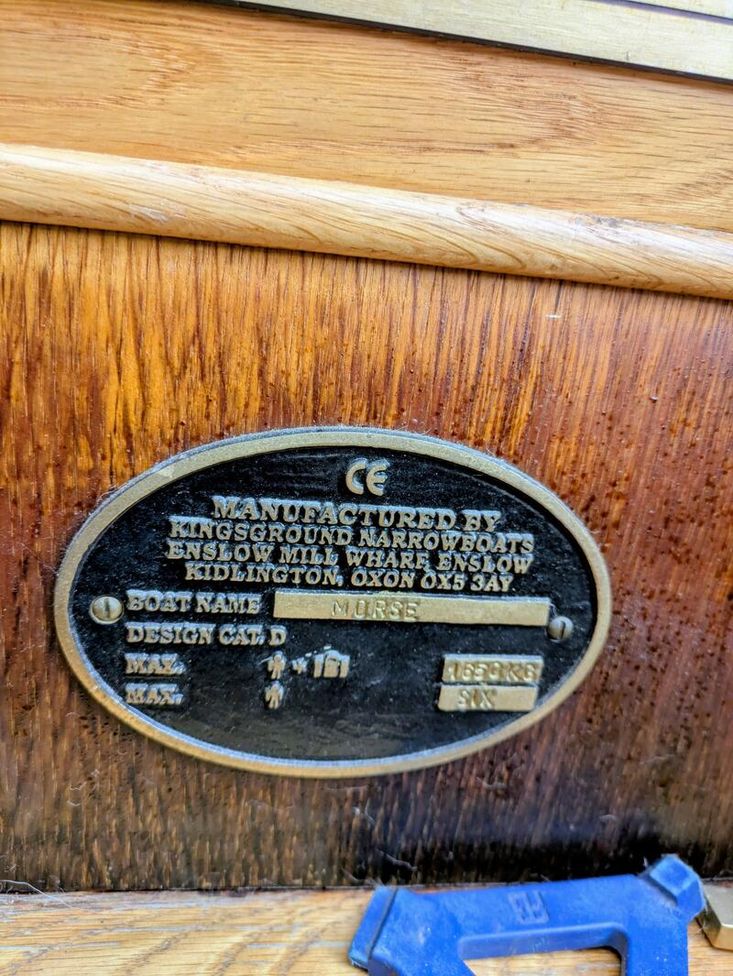 CE
MANUFACTURED BY
KINGSGROUND NARROWBOATS
ENSLOW MILL WHARF, ENSLOW
KIDLINGTON, OXON OX5 3AY
BOAT NAME MORSE
DESIGN CAT. D
MAX. 1650KG
MAX. SIX